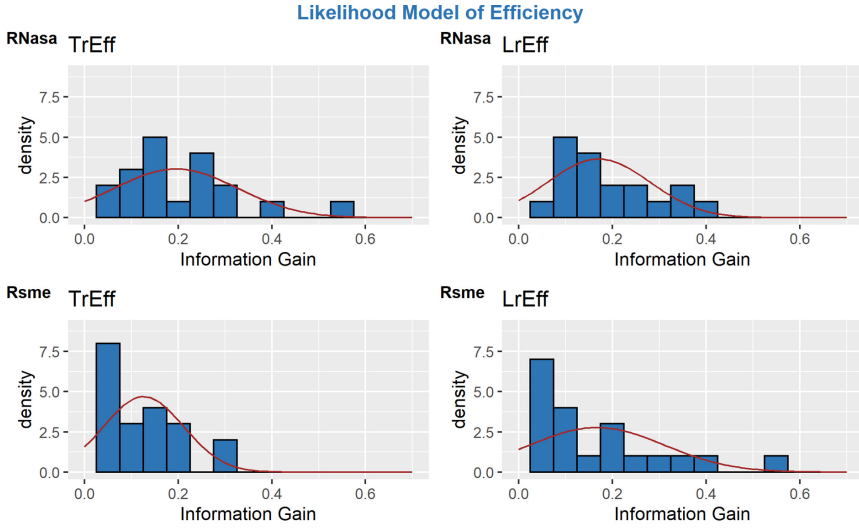 Likelihood Model of Efficiency
RNasa
TrEff
7.5
5.0
2.5
0.0
density
0.0 0.2 0.4 0.6
Information Gain
RNasa
LrEff
7.5
5.0
2.5
0.0
density
0.0 0.2 0.4 0.6
Information Gain
Rsme
TrEff
7.5
5.0
2.5
0.0
density
0.0 0.2 0.4 0.6
Information Gain
Rsme
LrEff
7.5
5.0
2.5
0.0
density
0.0 0.2 0.4 0.6
Information Gain